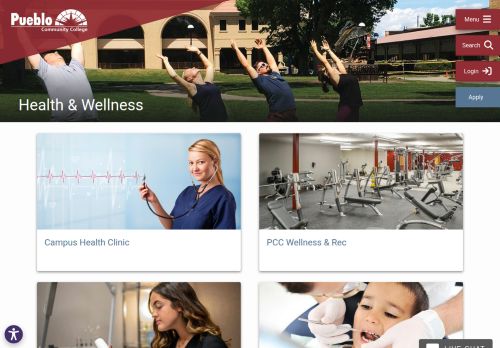 Pueblo
Community College
Menu
Search
Login
Apply
Health & Wellness
Campus Health Clinic
PCC Wellness & Rec
LIVE CHAT